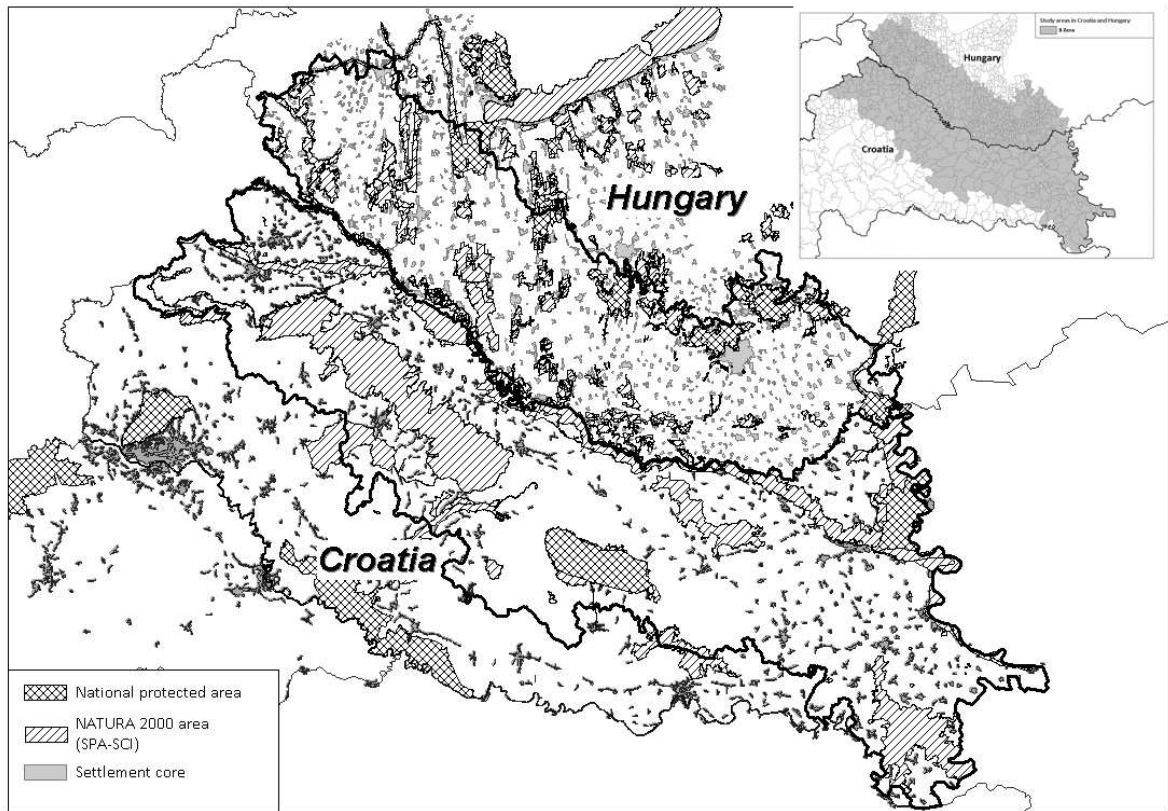 Hungary
Croatia
National protected area
NATURA 2000 area
(SPA-SCI)
Settlement core
Study areas in Croatia and Hungary
B Zone
Hungary
Croatia